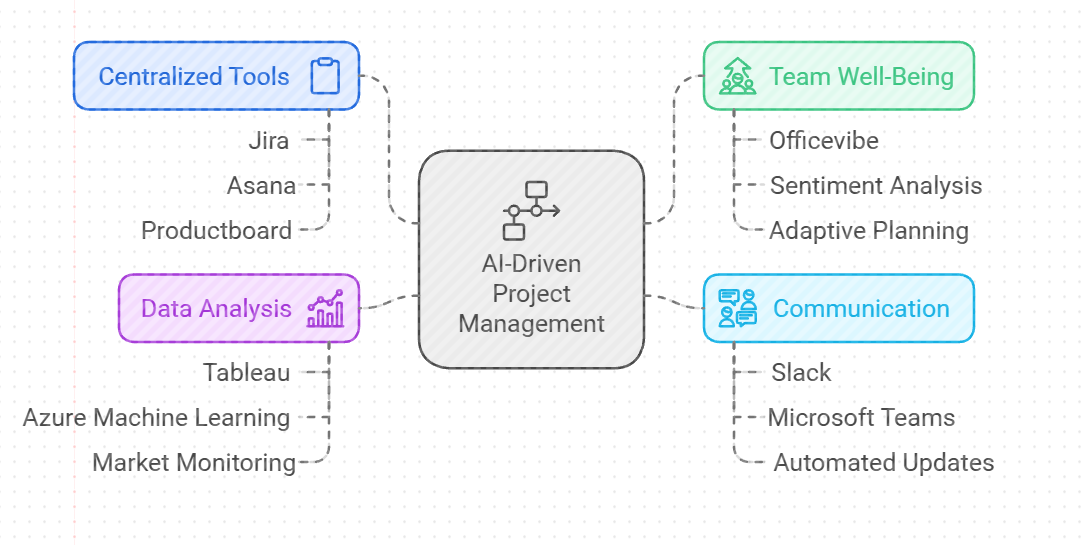 Centralized Tools
Jira
Asana
Productboard
Data Analysis
Tableau
Azure Machine Learning
Market Monitoring
AI-Driven
Project
Management
Team Well-Being
Officevibe
Sentiment Analysis
Adaptive Planning
Communication
Slack
Microsoft Teams
Automated Updates